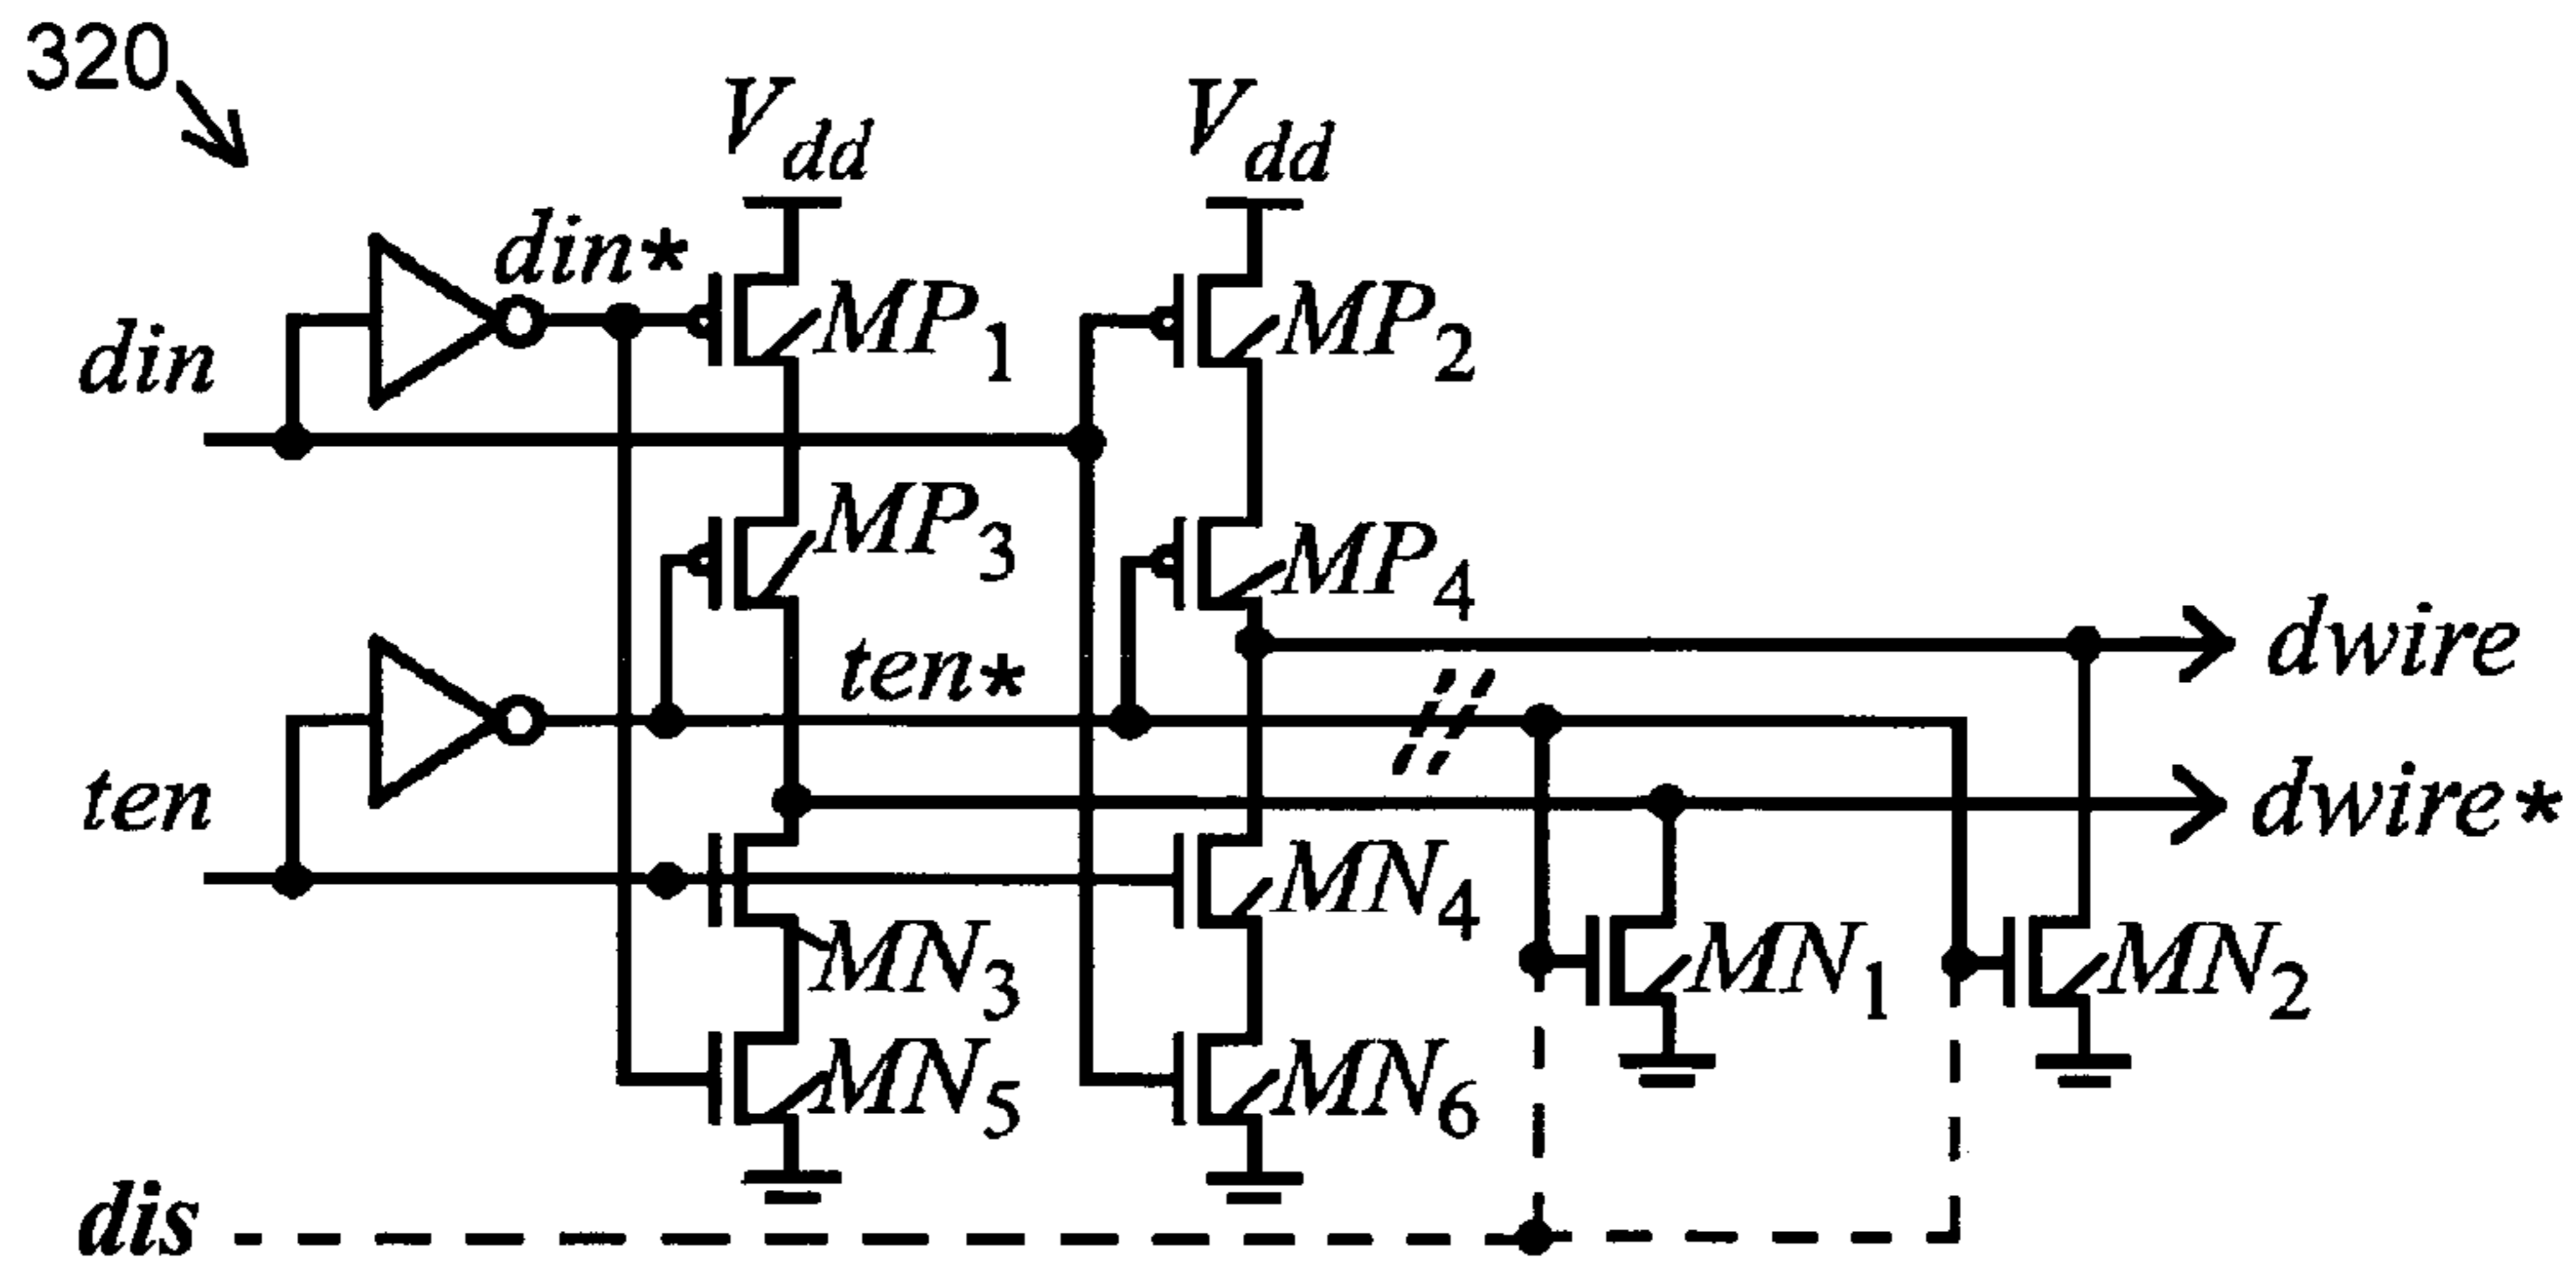 320
V_dd V_dd
din* MP_1 MP_2
din
MP_3 MP_4
ten* dwire
ten dwire*
MN_4
MN_3 MN_1 MN_2
MN_5 MN_6
dis